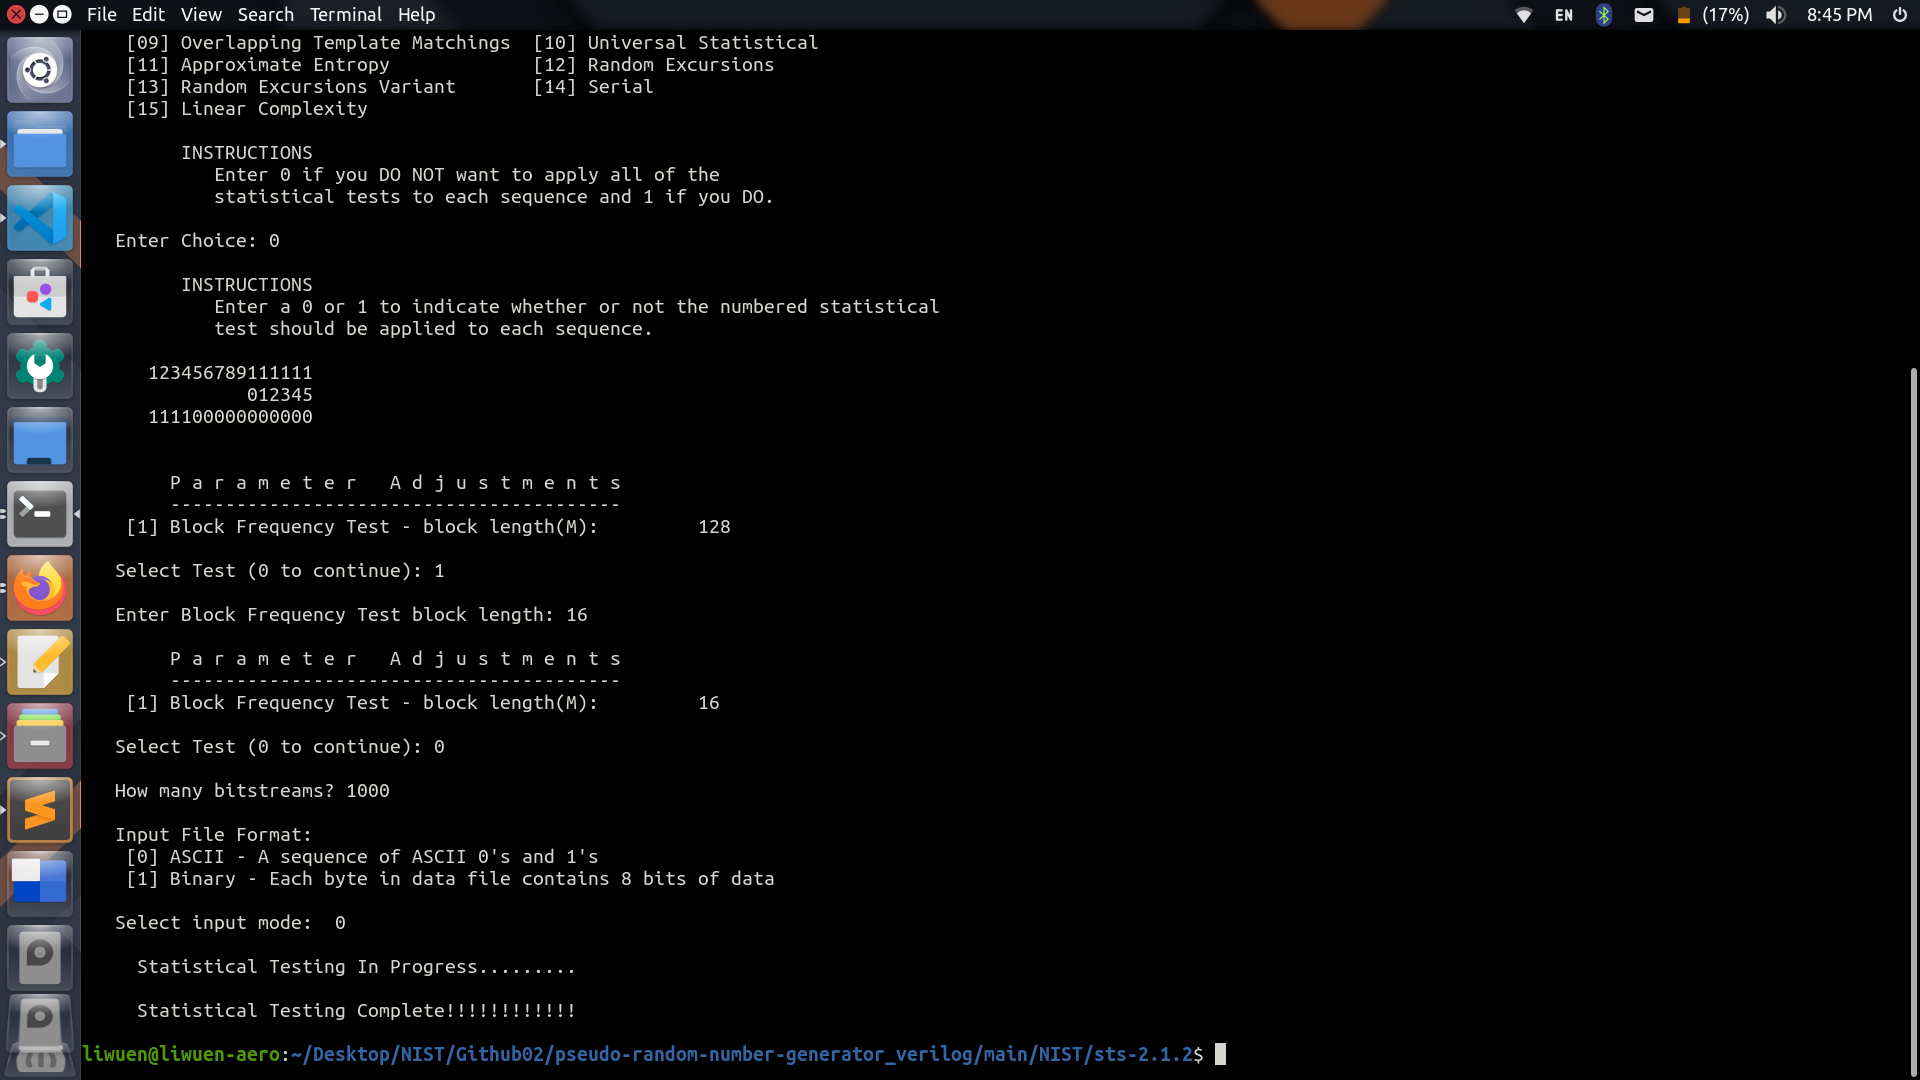 File Edit View Search Terminal Help EN (17%) 8:45 PM
[09] Overlapping Template Matchings [10] Universal Statistical
[11] Approximate Entropy [12] Random Excursions
[13] Random Excursions Variant [14] Serial
[15] Linear Complexity
INSTRUCTIONS
Enter 0 if you DO NOT want to apply all of the
statistical tests to each sequence and 1 if you DO.
Enter Choice: 0
INSTRUCTIONS
Enter a 0 or 1 to indicate whether or not the numbered statistical
test should be applied to each sequence.
123456789111111
012345
111100000000000
P a r a m e t e r   A d j u s t m e n t s
-----------------------------------------
[1] Block Frequency Test - block length(M): 128
Select Test (0 to continue): 1
Enter Block Frequency Test block length: 16
P a r a m e t e r   A d j u s t m e n t s
-----------------------------------------
[1] Block Frequency Test - block length(M): 16
Select Test (0 to continue): 0
How many bitstreams? 1000
Input File Format:
[0] ASCII - A sequence of ASCII 0's and 1's
[1] Binary - Each byte in data file contains 8 bits of data
Select input mode:  0
Statistical Testing In Progress.........
Statistical Testing Complete!!!!!!!!!!!!
liwuen@liwuen-aero:~/Desktop/NIST/Github02/pseudo-random-number-generator_verilog/main/NIST/sts-2.1.2$